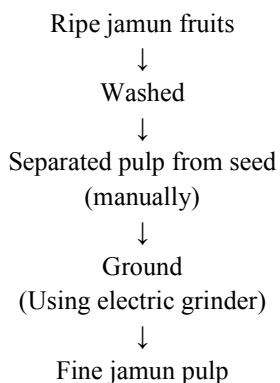 Ripe jamun fruits
↓
Washed
↓
Separated pulp from seed
(manually)
↓
Ground
(Using electric grinder)
↓
Fine jamun pulp